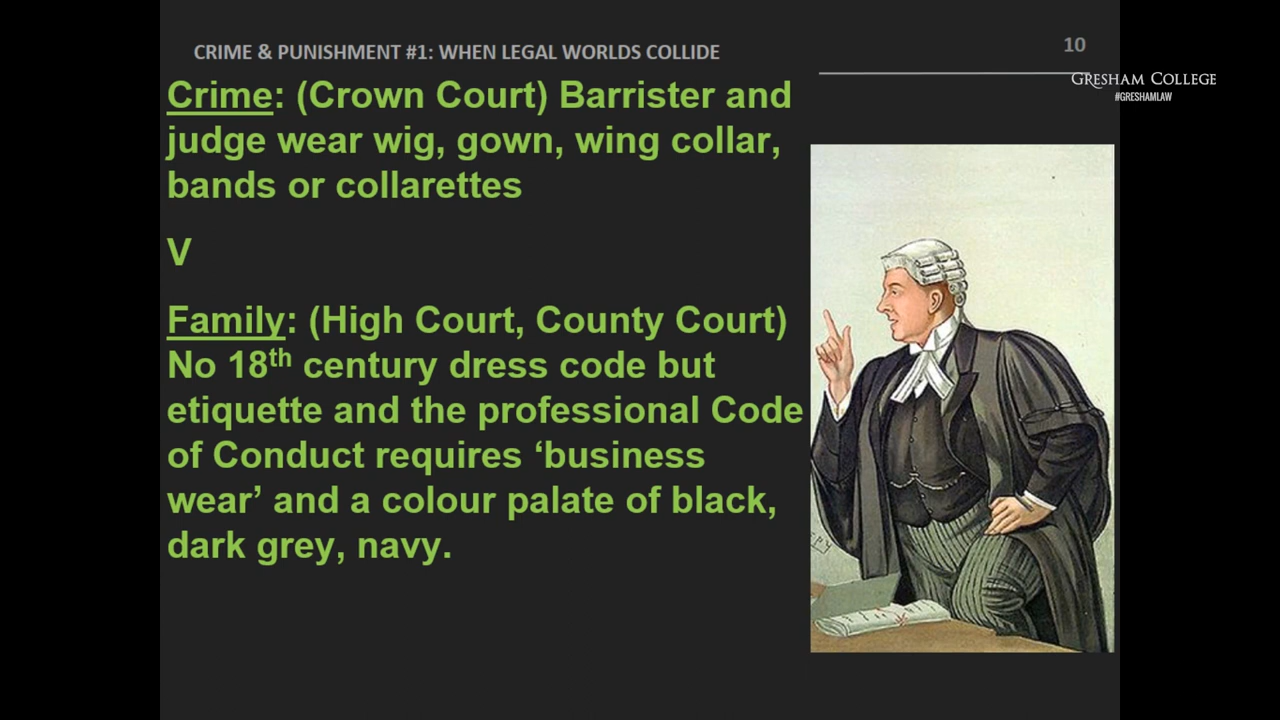 CRIME & PUNISHMENT #1: WHEN LEGAL WORLDS COLLIDE
10
GRESHAM COLLEGE
#GRESHAMLAW
Crime: (Crown Court) Barrister and
judge wear wig, gown, wing collar,
bands or collarettes
V
Family: (High Court, County Court)
No 18th century dress code but
etiquette and the professional Code
of Conduct requires ‘business
wear’ and a colour palate of black,
dark grey, navy.